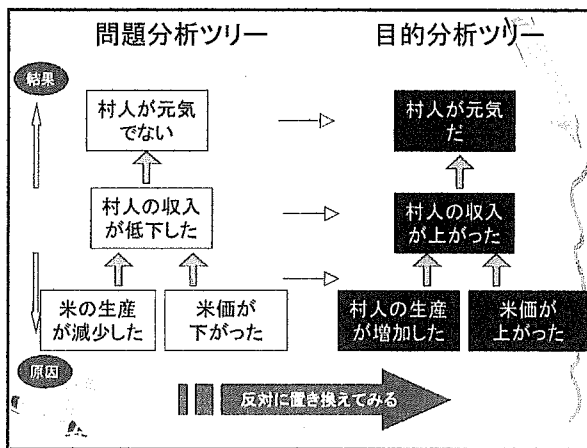 問題分析ツリー
目的分析ツリー
結果
村人が元気
でない
村人が元気
だ
村人の収入
が低下した
村人の収入
が上がった
米の生産
が減少した
米価が
下がった
村人の生産
が増加した
米価が
上がった
原因
反対に置き換えてみる